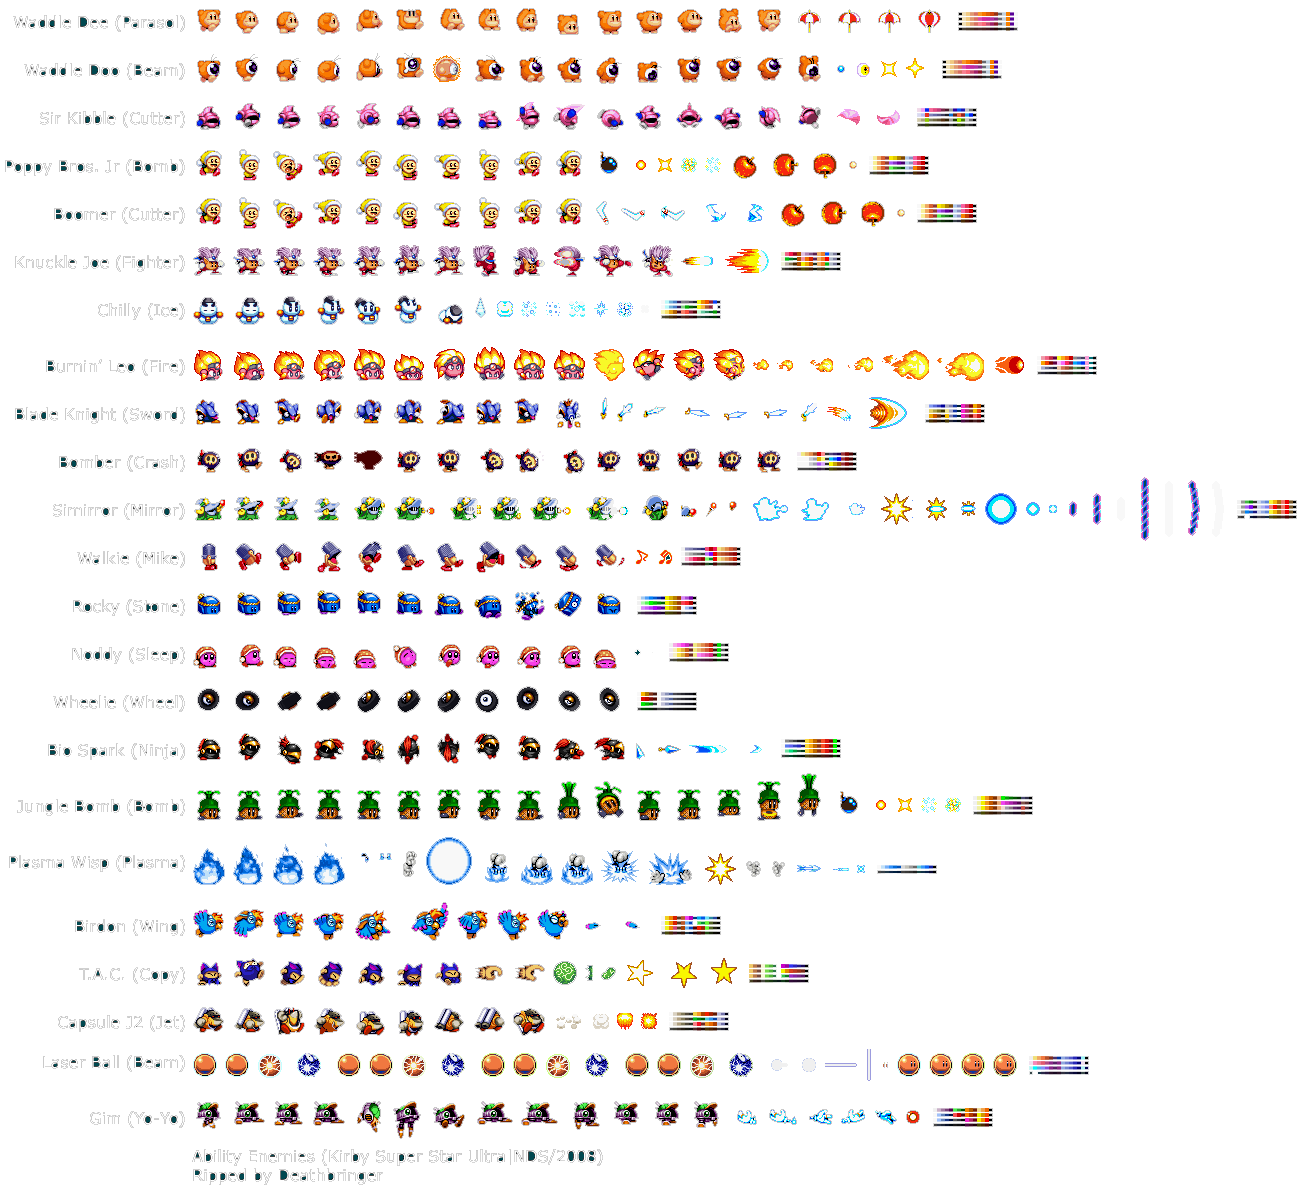 Waddle Dee (Parasol)
Waddle Doo (Beam)
Sir Kibble (Cutter)
Poppy Bros. Jr (Bomb)
Boomer (Cutter)
Knuckle Joe (Fighter)
Chilly (Ice)
Burnin' Leo (Fire)
Blade Knight (Sword)
Bomber (Crash)
Simirror (Mirror)
Walkie (Mike)
Rocky (Stone)
Noddy (Sleep)
Wheelie (Wheel)
Bio Spark (Ninja)
Jungle Bomb (Bomb)
Plasma Wisp (Plasma)
Birdon (Wing)
T.A.C. (Copy)
Capsule J2 (Jet)
Laser Ball (Beam)
Gim (Yo-Yo)
Ability Enemies (Kirby Super Star Ultra|NDS/2008)
Ripped by Deathbringer